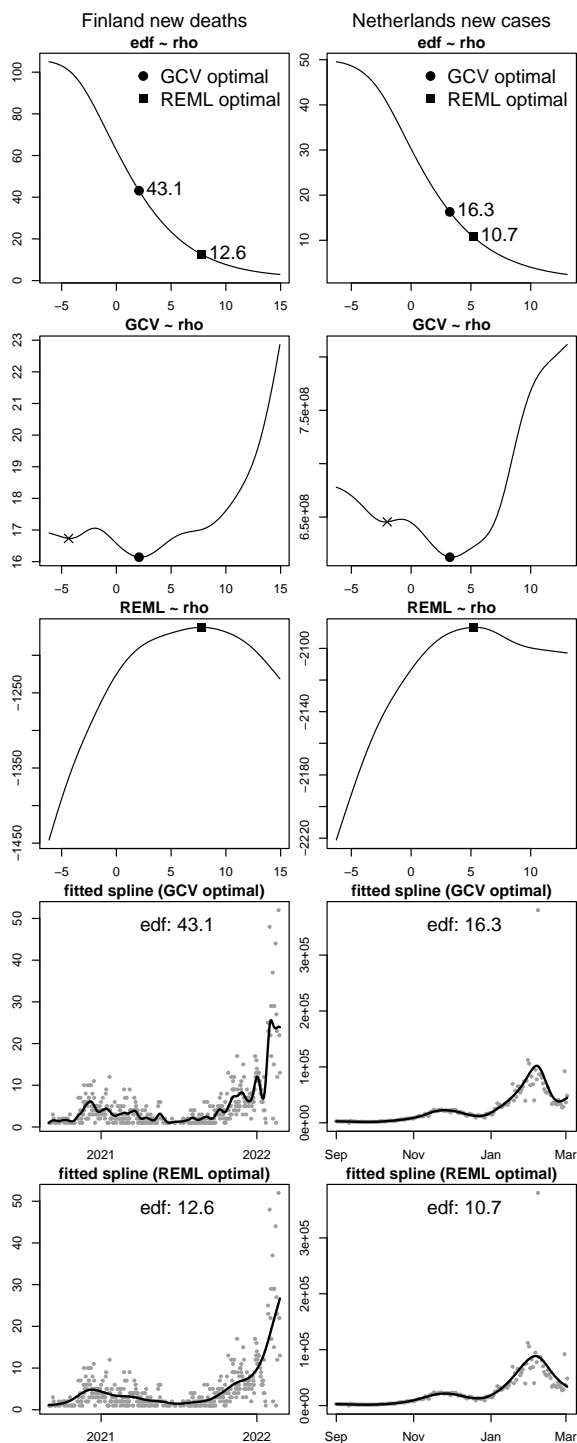 Finland new deaths
Netherlands new cases
edf ~ rho
edf ~ rho
GCV optimal
REML optimal
43.1
12.6
0 20 40 60 80 100
−5 0 5 10 15
GCV optimal
REML optimal
16.3
10.7
10 20 30 40 50
−5 0 5 10
GCV ~ rho
GCV ~ rho
16 17 18 19 20 21 22 23
−5 0 5 10 15
6.5e+08 7.5e+08
−5 0 5 10
REML ~ rho
REML ~ rho
−1450 −1350 −1250
−5 0 5 10 15
−2220 −2180 −2140 −2100
−5 0 5 10
fitted spline (GCV optimal)
fitted spline (GCV optimal)
edf: 43.1
0 10 20 30 40 50
2021 2022
edf: 16.3
0e+00 1e+05 2e+05 3e+05
Sep Nov Jan Mar
fitted spline (REML optimal)
fitted spline (REML optimal)
edf: 12.6
0 10 20 30 40 50
2021 2022
edf: 10.7
0e+00 1e+05 2e+05 3e+05
Sep Nov Jan Mar